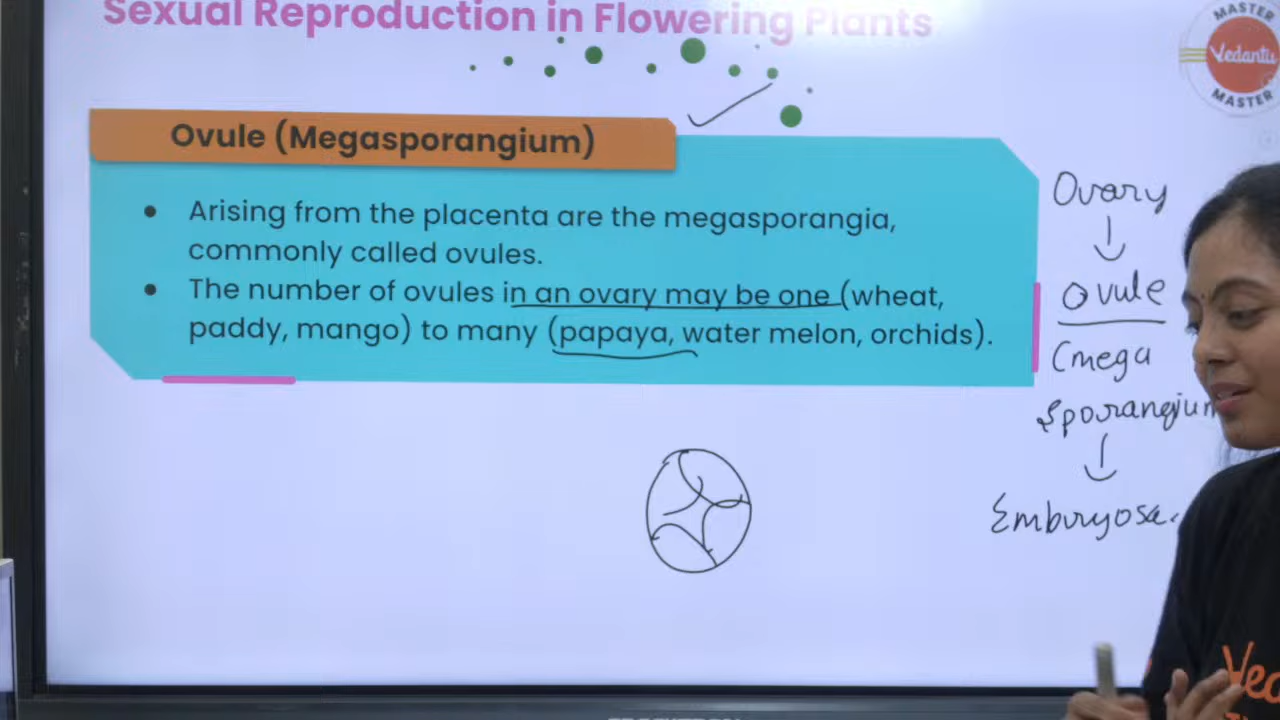 Sexual Reproduction in Flowering Plants
MASTER
Vedantu
MASTER
Ovule (Megasporangium)
• Arising from the placenta are the megasporangia,
commonly called ovules.
• The number of ovules in an ovary may be one (wheat,
paddy, mango) to many (papaya, water melon, orchids).
Ovary
↓
Ovule
(mega
Sporangium
↓
Embryosa
Ved